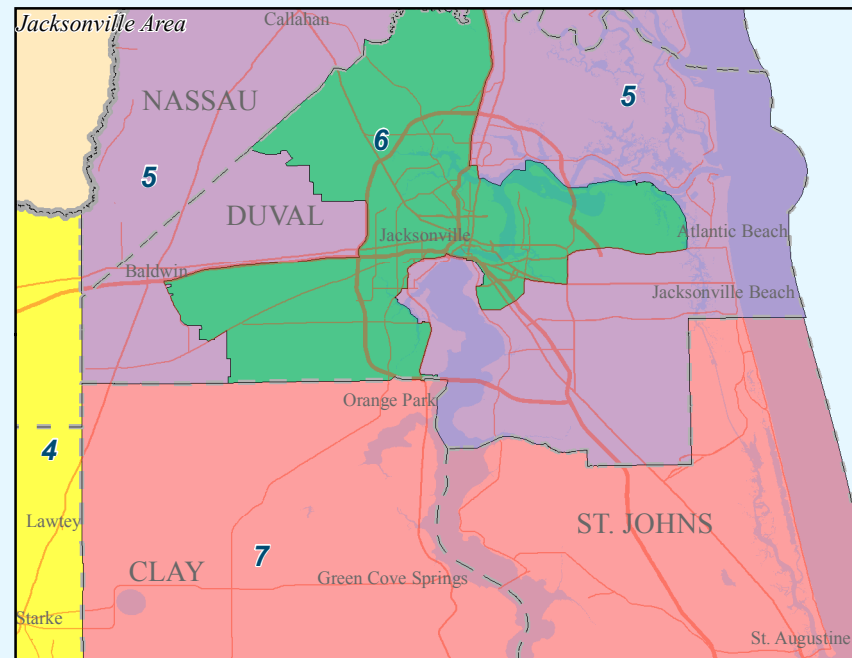 Jacksonville Area
Callahan
NASSAU
5
6
5
DUVAL
Jacksonville
Atlantic Beach
Baldwin
Jacksonville Beach
Orange Park
4
Lawtey
ST. JOHNS
7
CLAY
Green Cove Springs
Starke
St. Augustine